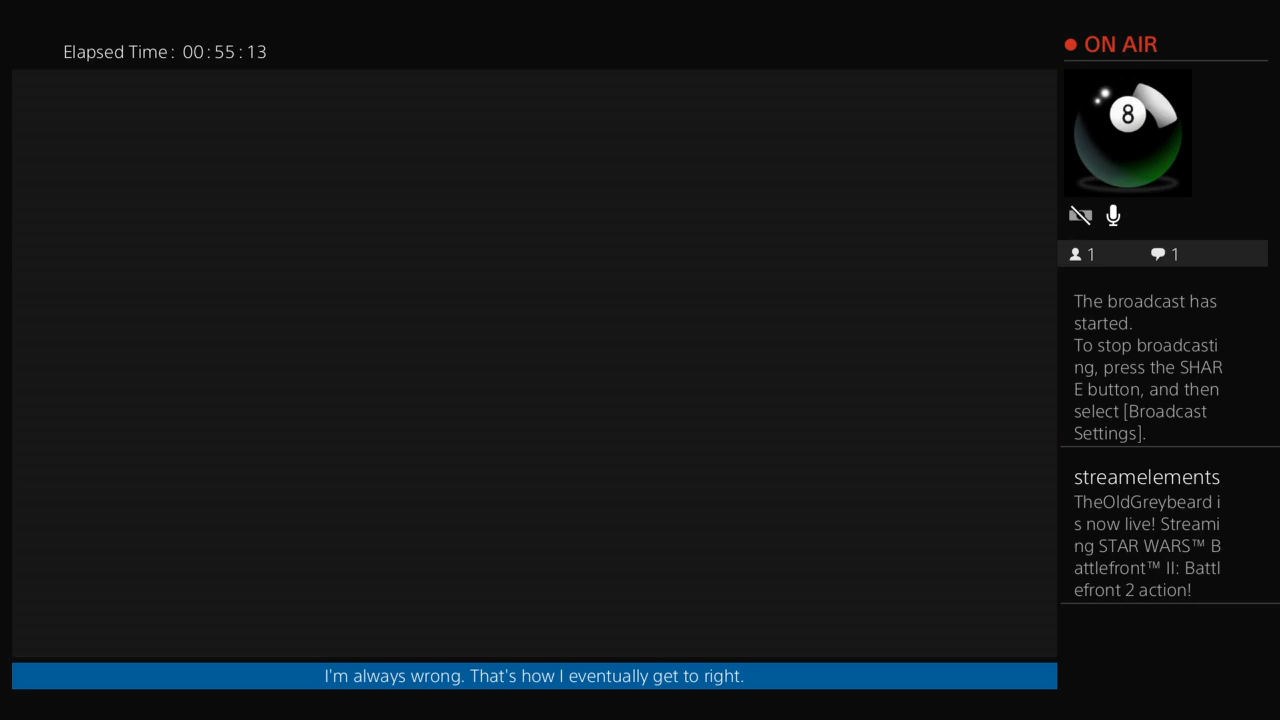 Elapsed Time: 00:55:13
ON AIR
8
1 1
The broadcast has
started.
To stop broadcasti
ng, press the SHAR
E button, and then
select [Broadcast
Settings].
streamelements
TheOldGreybeard i
s now live! Streami
ng STAR WARS™ B
attlefront™ II: Battl
efront 2 action!
I'm always wrong. That's how I eventually get to right.